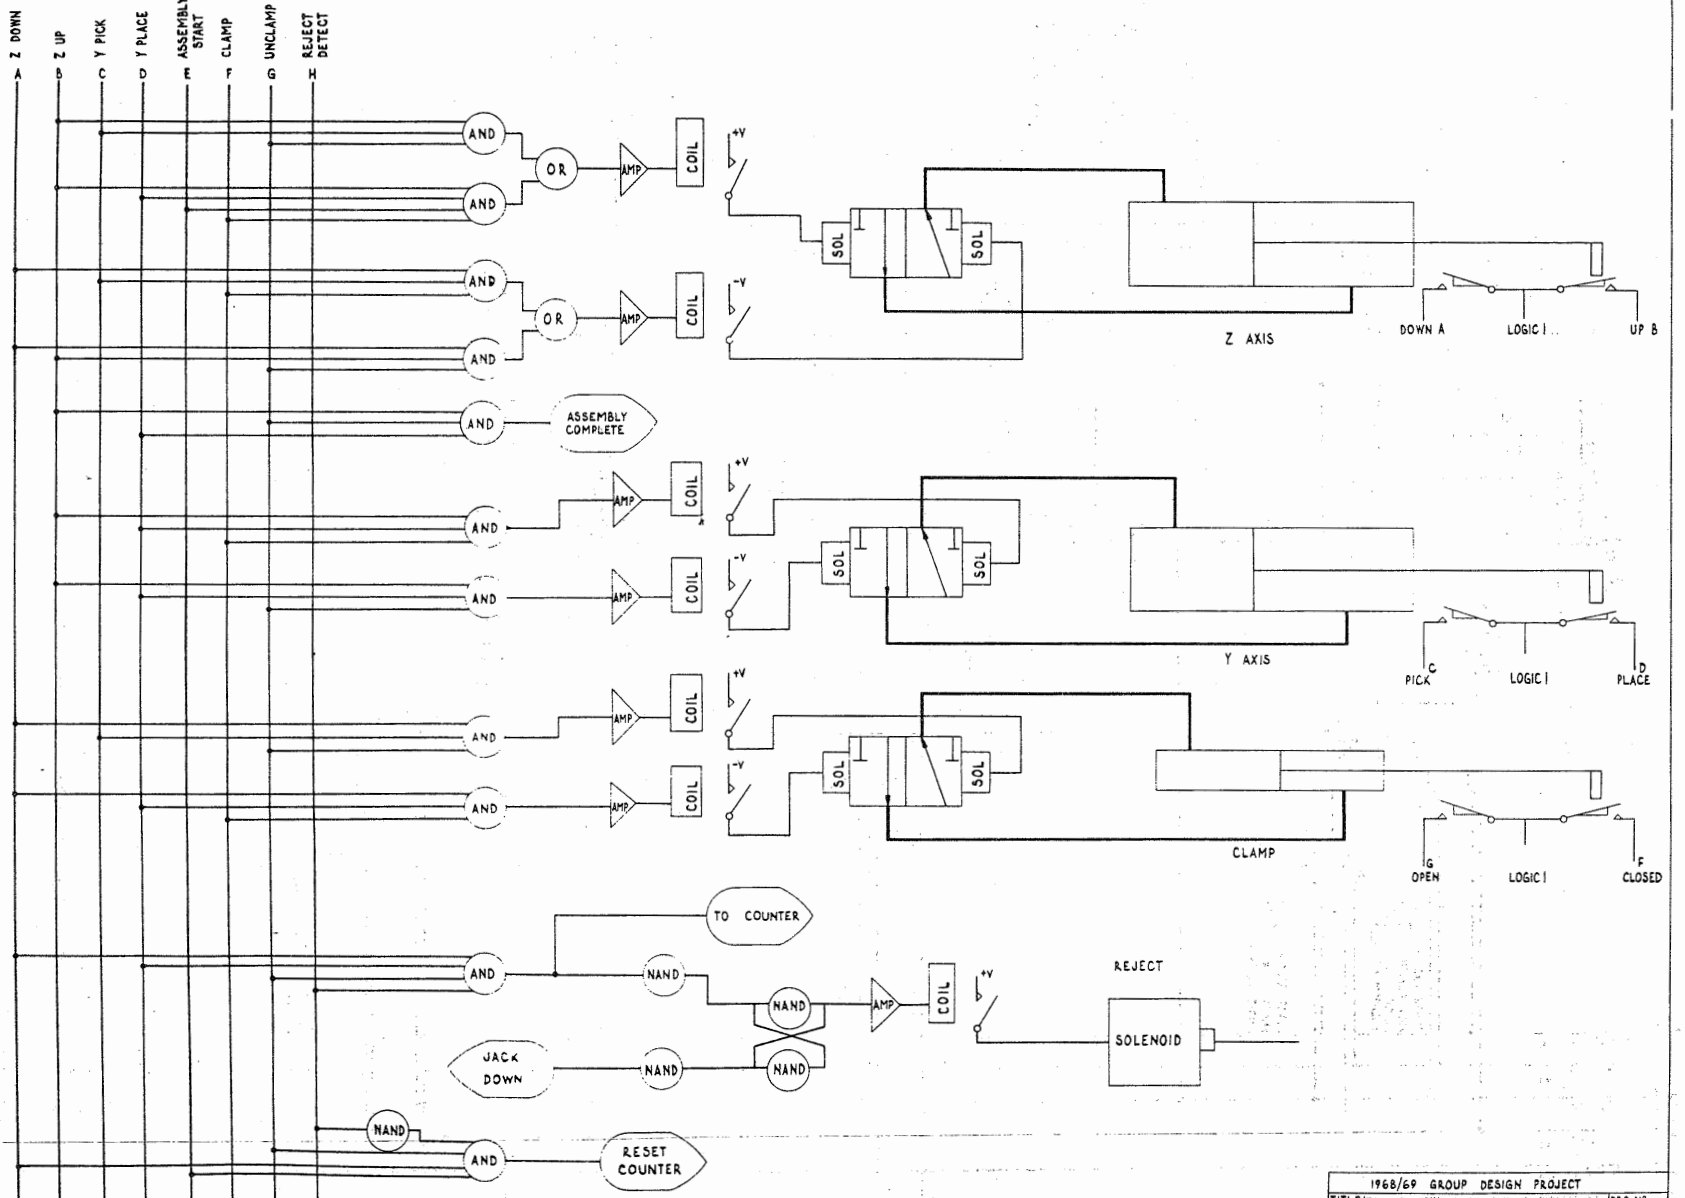 Z DOWN
Z UP
Y PICK
Y PLACE
ASSEMBLY
START
CLAMP
UNCLAMP
REJECT
DETECT
A B C D E F G H
AND
AND
OR
AMP
COIL
+V
SOL
SOL
AND
AND
OR
AMP
COIL
-V
Z AXIS
DOWN A
LOGIC 1
UP B
AND
ASSEMBLY
COMPLETE
AND
AMP
COIL
+V
SOL
SOL
AND
AMP
COIL
-V
Y AXIS
PICK C
LOGIC 1
D
PLACE
AND
AMP
COIL
+V
SOL
SOL
AND
AMP
COIL
-V
CLAMP
G
OPEN
LOGIC 1
F
CLOSED
TO COUNTER
AND
NAND
NAND
AMP
COIL
+V
REJECT
SOLENOID
JACK
DOWN
NAND
NAND
NAND
AND
RESET
COUNTER
1968/69 GROUP DESIGN PROJECT